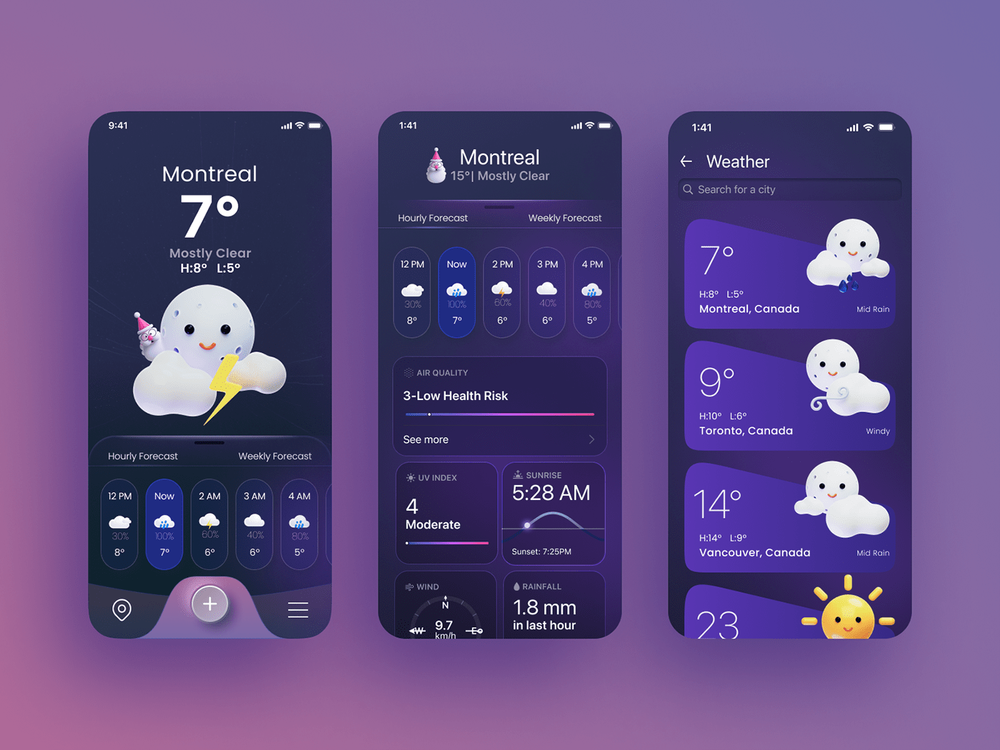 9:41
Montreal
7°
Mostly Clear
H:8° L:5°
Hourly Forecast Weekly Forecast
12 PM Now 2 AM 3 AM 4 AM
30% 100% 60% 40% 80%
8° 7° 6° 6° 5°
1:41
Montreal
15°| Mostly Clear
Hourly Forecast Weekly Forecast
12 PM Now 2 PM 3 PM 4 PM
30% 100% 60% 40% 80%
8° 7° 6° 6° 5°
AIR QUALITY
3-Low Health Risk
See more
UV INDEX
4
Moderate
SUNRISE
5:28 AM
Sunset: 7:25PM
WIND
N
W 9.7 E
km/h
RAINFALL
1.8 mm
in last hour
1:41
Weather
Search for a city
7°
H:8° L:5°
Montreal, Canada
Mid Rain
9°
H:10° L:6°
Toronto, Canada
Windy
14°
H:14° L:9°
Vancouver, Canada
Mid Rain
23